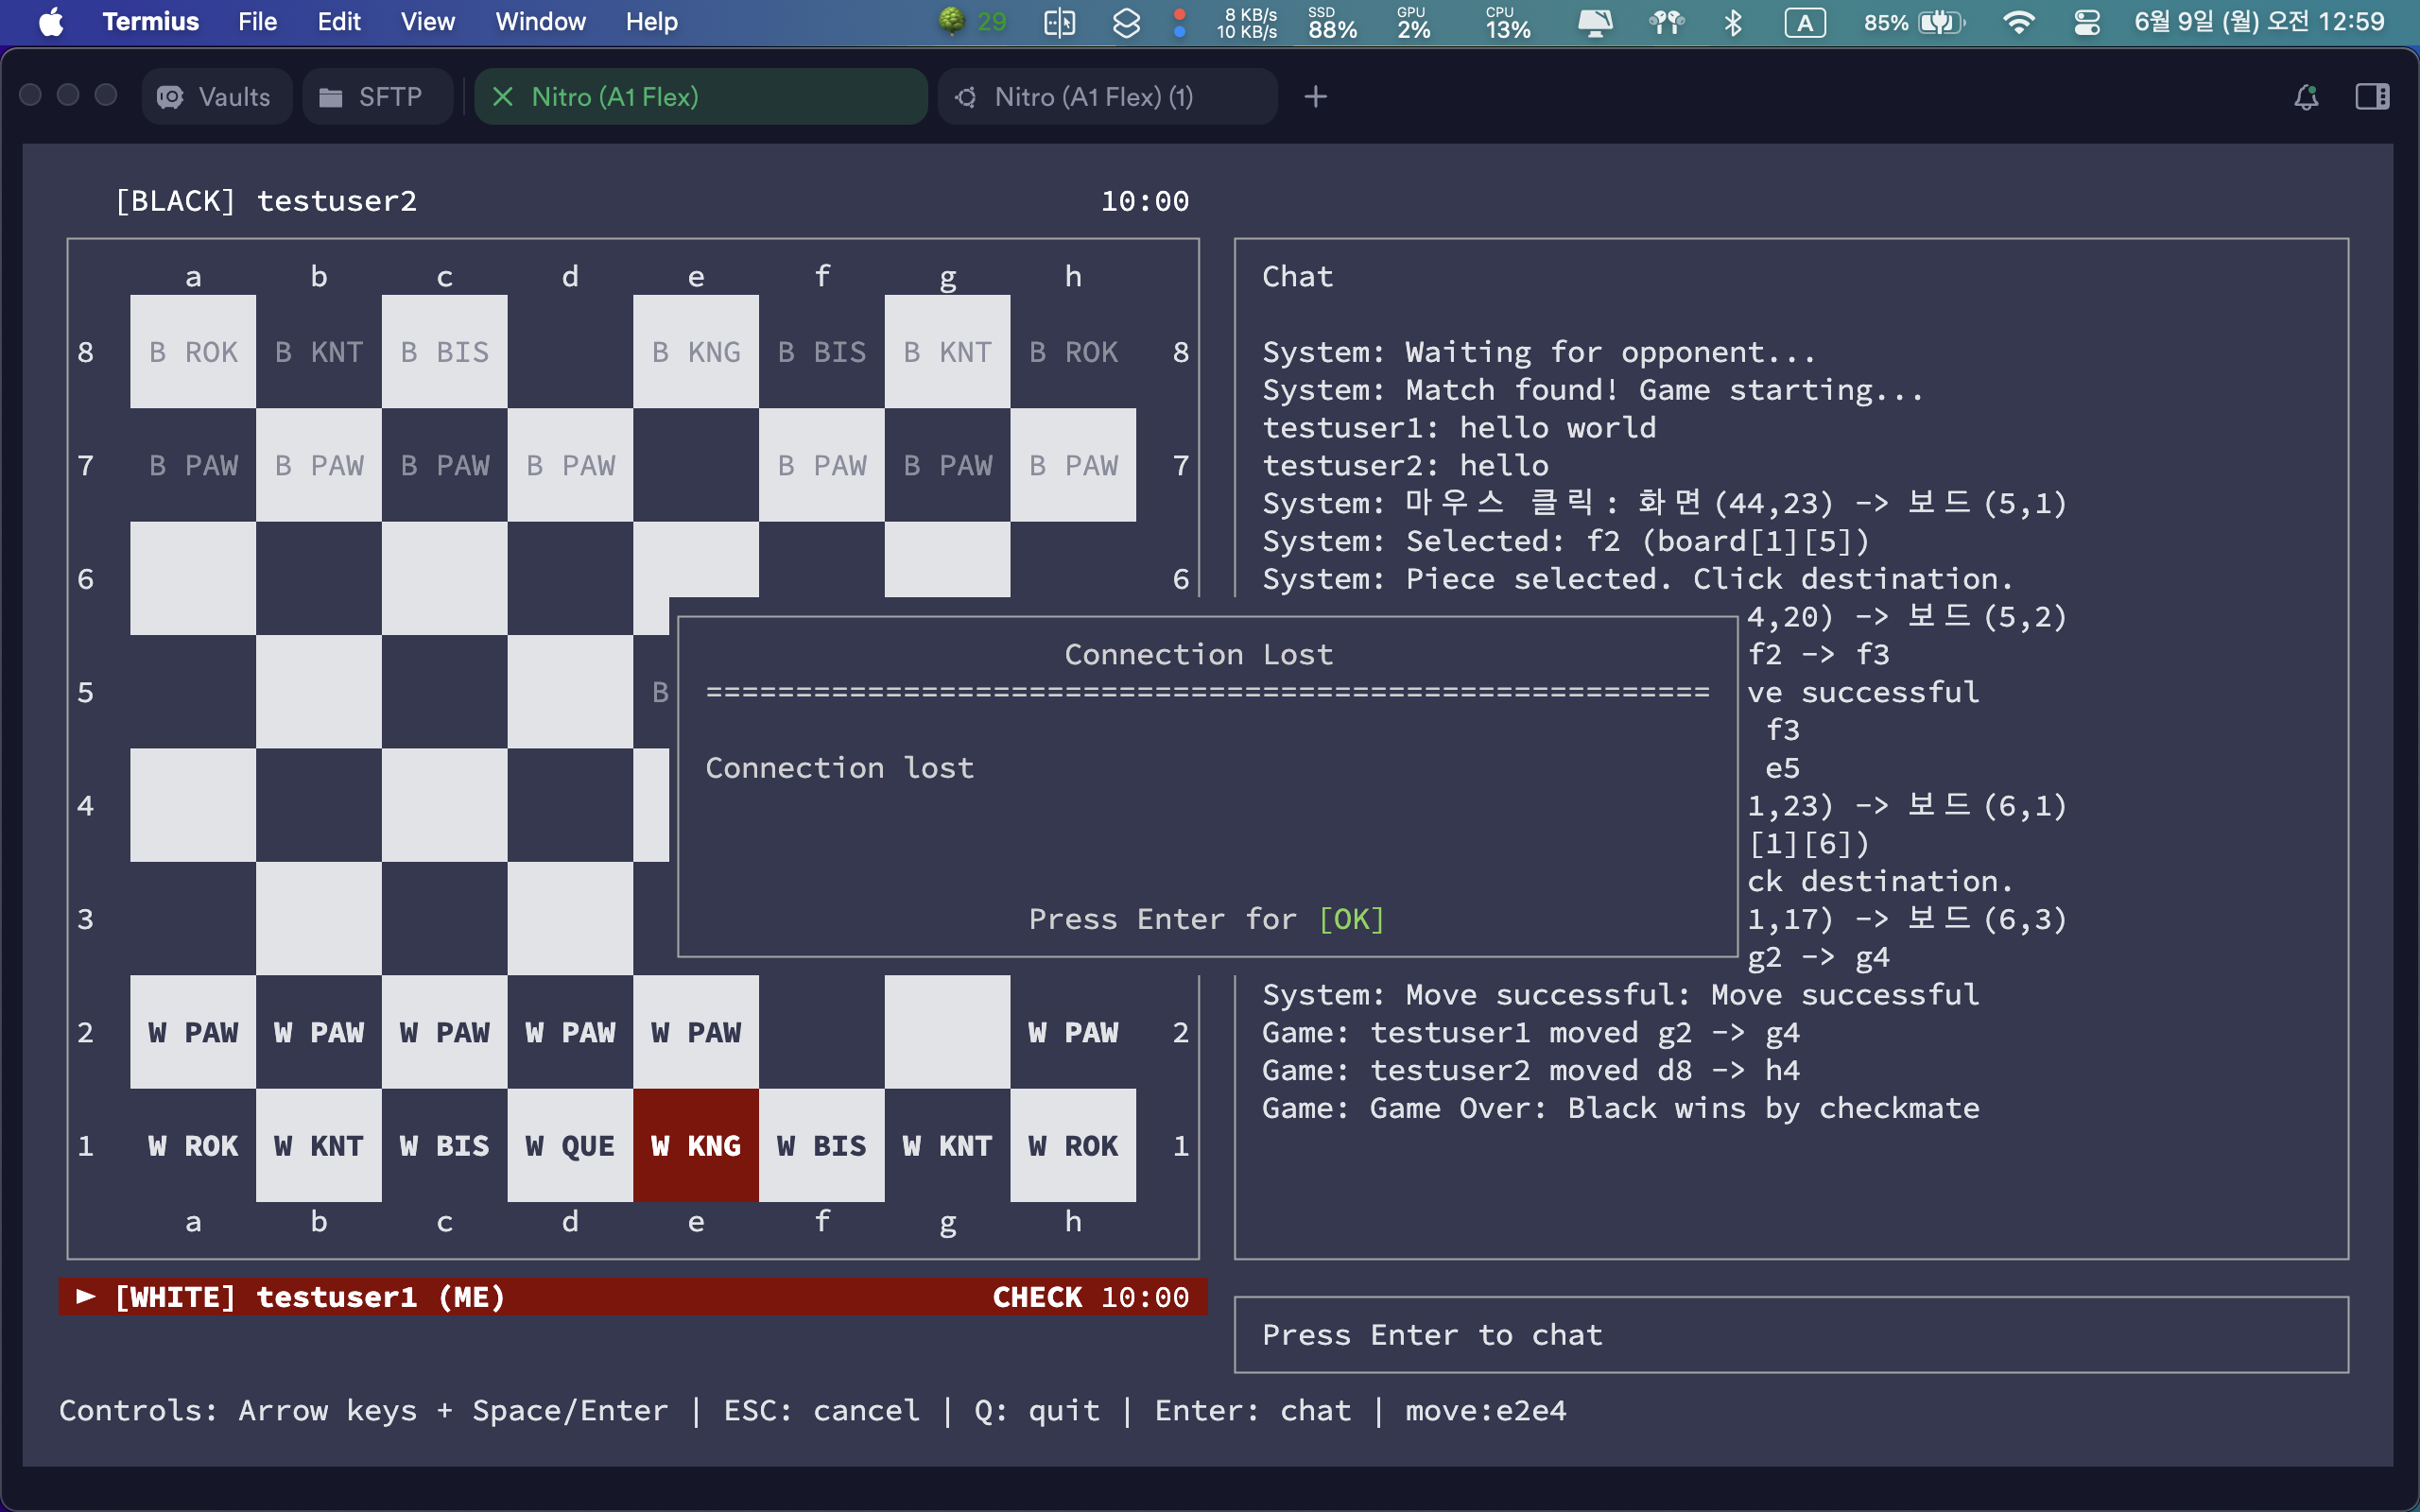 Termius File Edit View Window Help 29 8 KB/s 10 KB/s SSD 88% GPU 2% CPU 13% A 85% 6월 9일 (월) 오전 12:59
Vaults SFTP Nitro (A1 Flex) Nitro (A1 Flex) (1)
[BLACK] testuser2 10:00
a b c d e f g h
8 B ROK B KNT B BIS B KNG B BIS B KNT B ROK 8
7 B PAW B PAW B PAW B PAW B PAW B PAW B PAW 7
6 6
5 B
4
3
2 W PAW W PAW W PAW W PAW W PAW W PAW 2
1 W ROK W KNT W BIS W QUE W KNG W BIS W KNT W ROK 1
a b c d e f g h
► [WHITE] testuser1 (ME) CHECK 10:00
Chat
System: Waiting for opponent...
System: Match found! Game starting...
testuser1: hello world
testuser2: hello
System: 마우스 클릭: 화면(44,23) -> 보드(5,1)
System: Selected: f2 (board[1][5])
System: Piece selected. Click destination.
4,20) -> 보드(5,2)
f2 -> f3
ve successful
f3
e5
1,23) -> 보드(6,1)
[1][6])
ck destination.
1,17) -> 보드(6,3)
g2 -> g4
System: Move successful: Move successful
Game: testuser1 moved g2 -> g4
Game: testuser2 moved d8 -> h4
Game: Game Over: Black wins by checkmate
Connection Lost
========================================================
Connection lost
Press Enter for [OK]
Press Enter to chat
Controls: Arrow keys + Space/Enter | ESC: cancel | Q: quit | Enter: chat | move:e2e4